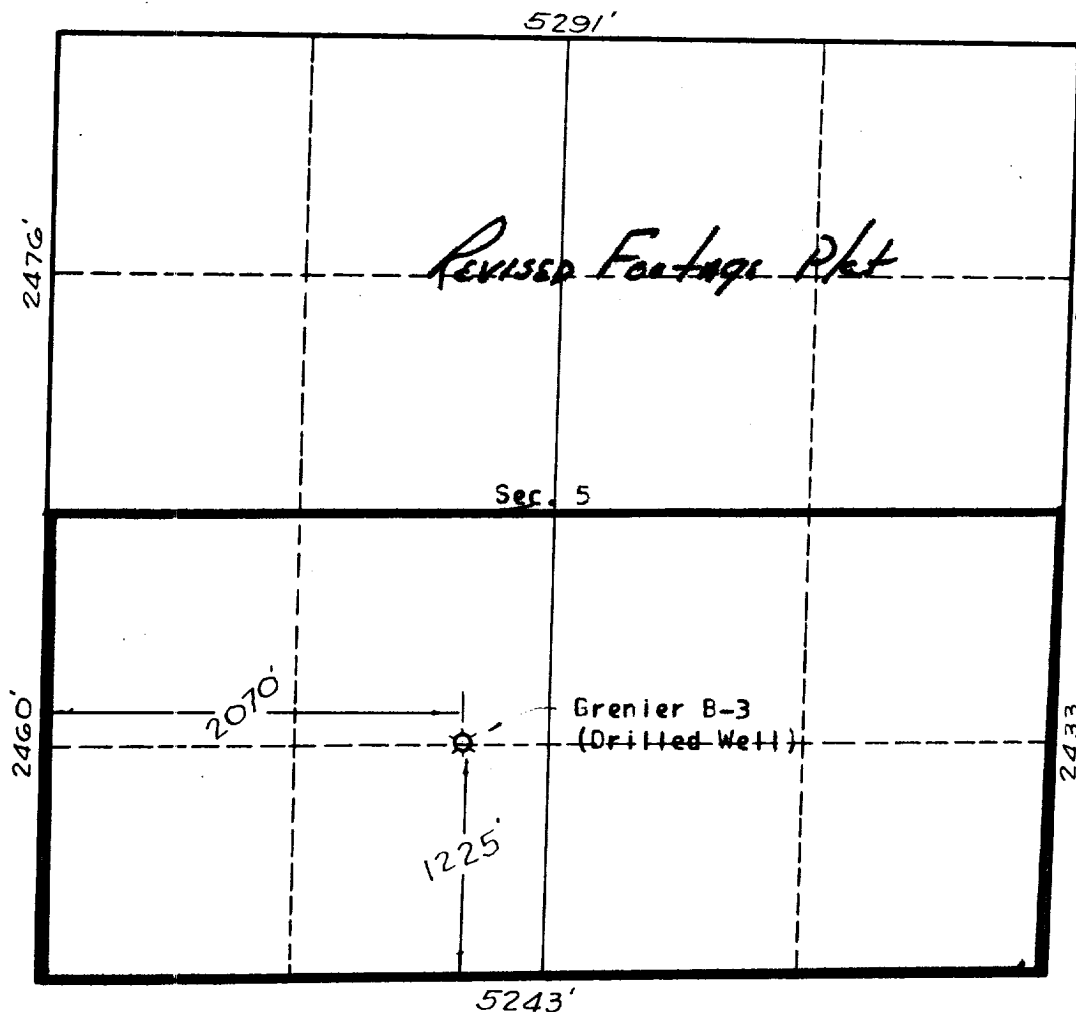 5291'
2476'
Revised Footage Plat
Sec. 5
2460'
2070'
Grenier B-3
(Drilled Well)
2433
1225'
5243'